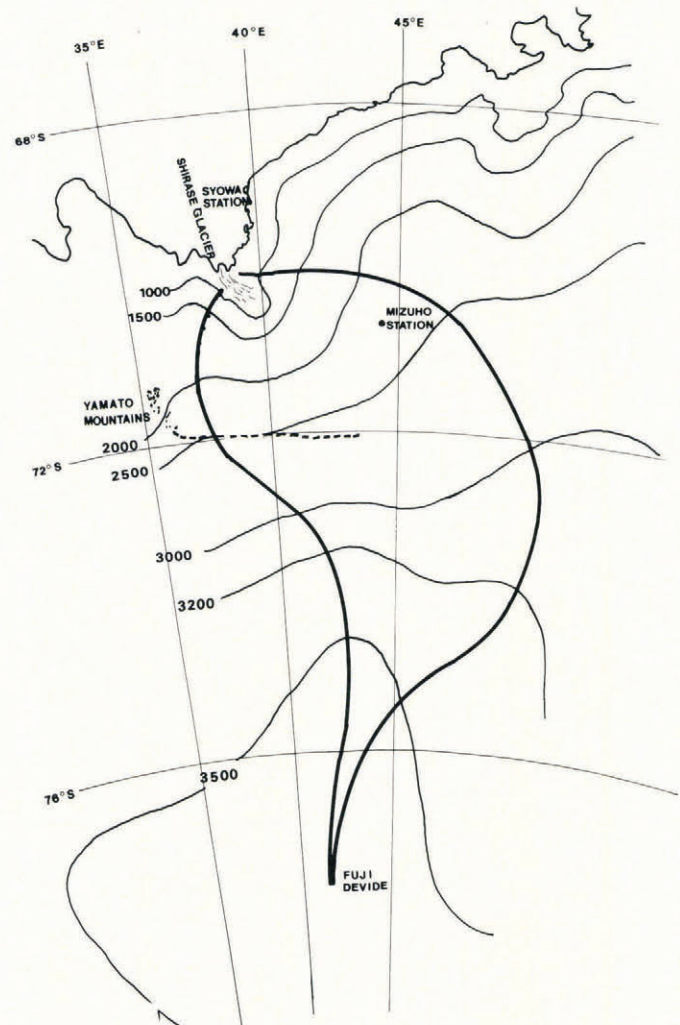 35°E
40°E
45°E
68°S
SHIRASE GLACIER
SYOWA
STATION
1000
1500
MIZUHO
STATION
YAMATO
MOUNTAINS
2000
72°S
2500
3000
3200
3500
76°S
FUJI
DEVIDE